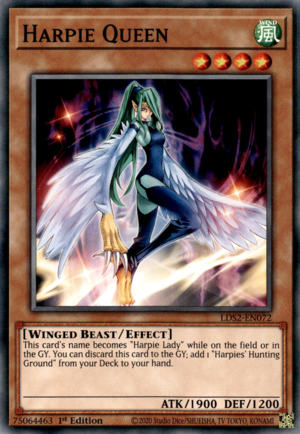 HARPIE QUEEN
WIND
風
LDS2-EN072
[WINGED BEAST/EFFECT]
This card's name becomes "Harpie Lady" while on the field or in
the GY. You can discard this card to the GY; add 1 "Harpies' Hunting
Ground" from your Deck to your hand.
ATK/1900 DEF/1200
75064463 1st Edition ©2020 Studio Dice/SHUEISHA, TV TOKYO, KONAMI